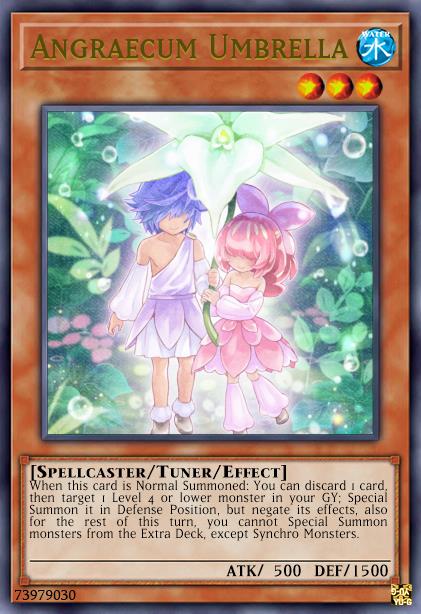 ANGRAECUM UMBRELLA
WATER
水
[SPELLCASTER/TUNER/EFFECT]
When this card is Normal Summoned: You can discard 1 card,
then target 1 Level 4 or lower monster in your GY; Special
Summon it in Defense Position, but negate its effects, also
for the rest of this turn, you cannot Special Summon
monsters from the Extra Deck, except Synchro Monsters.
ATK/ 500 DEF/1500
73979030